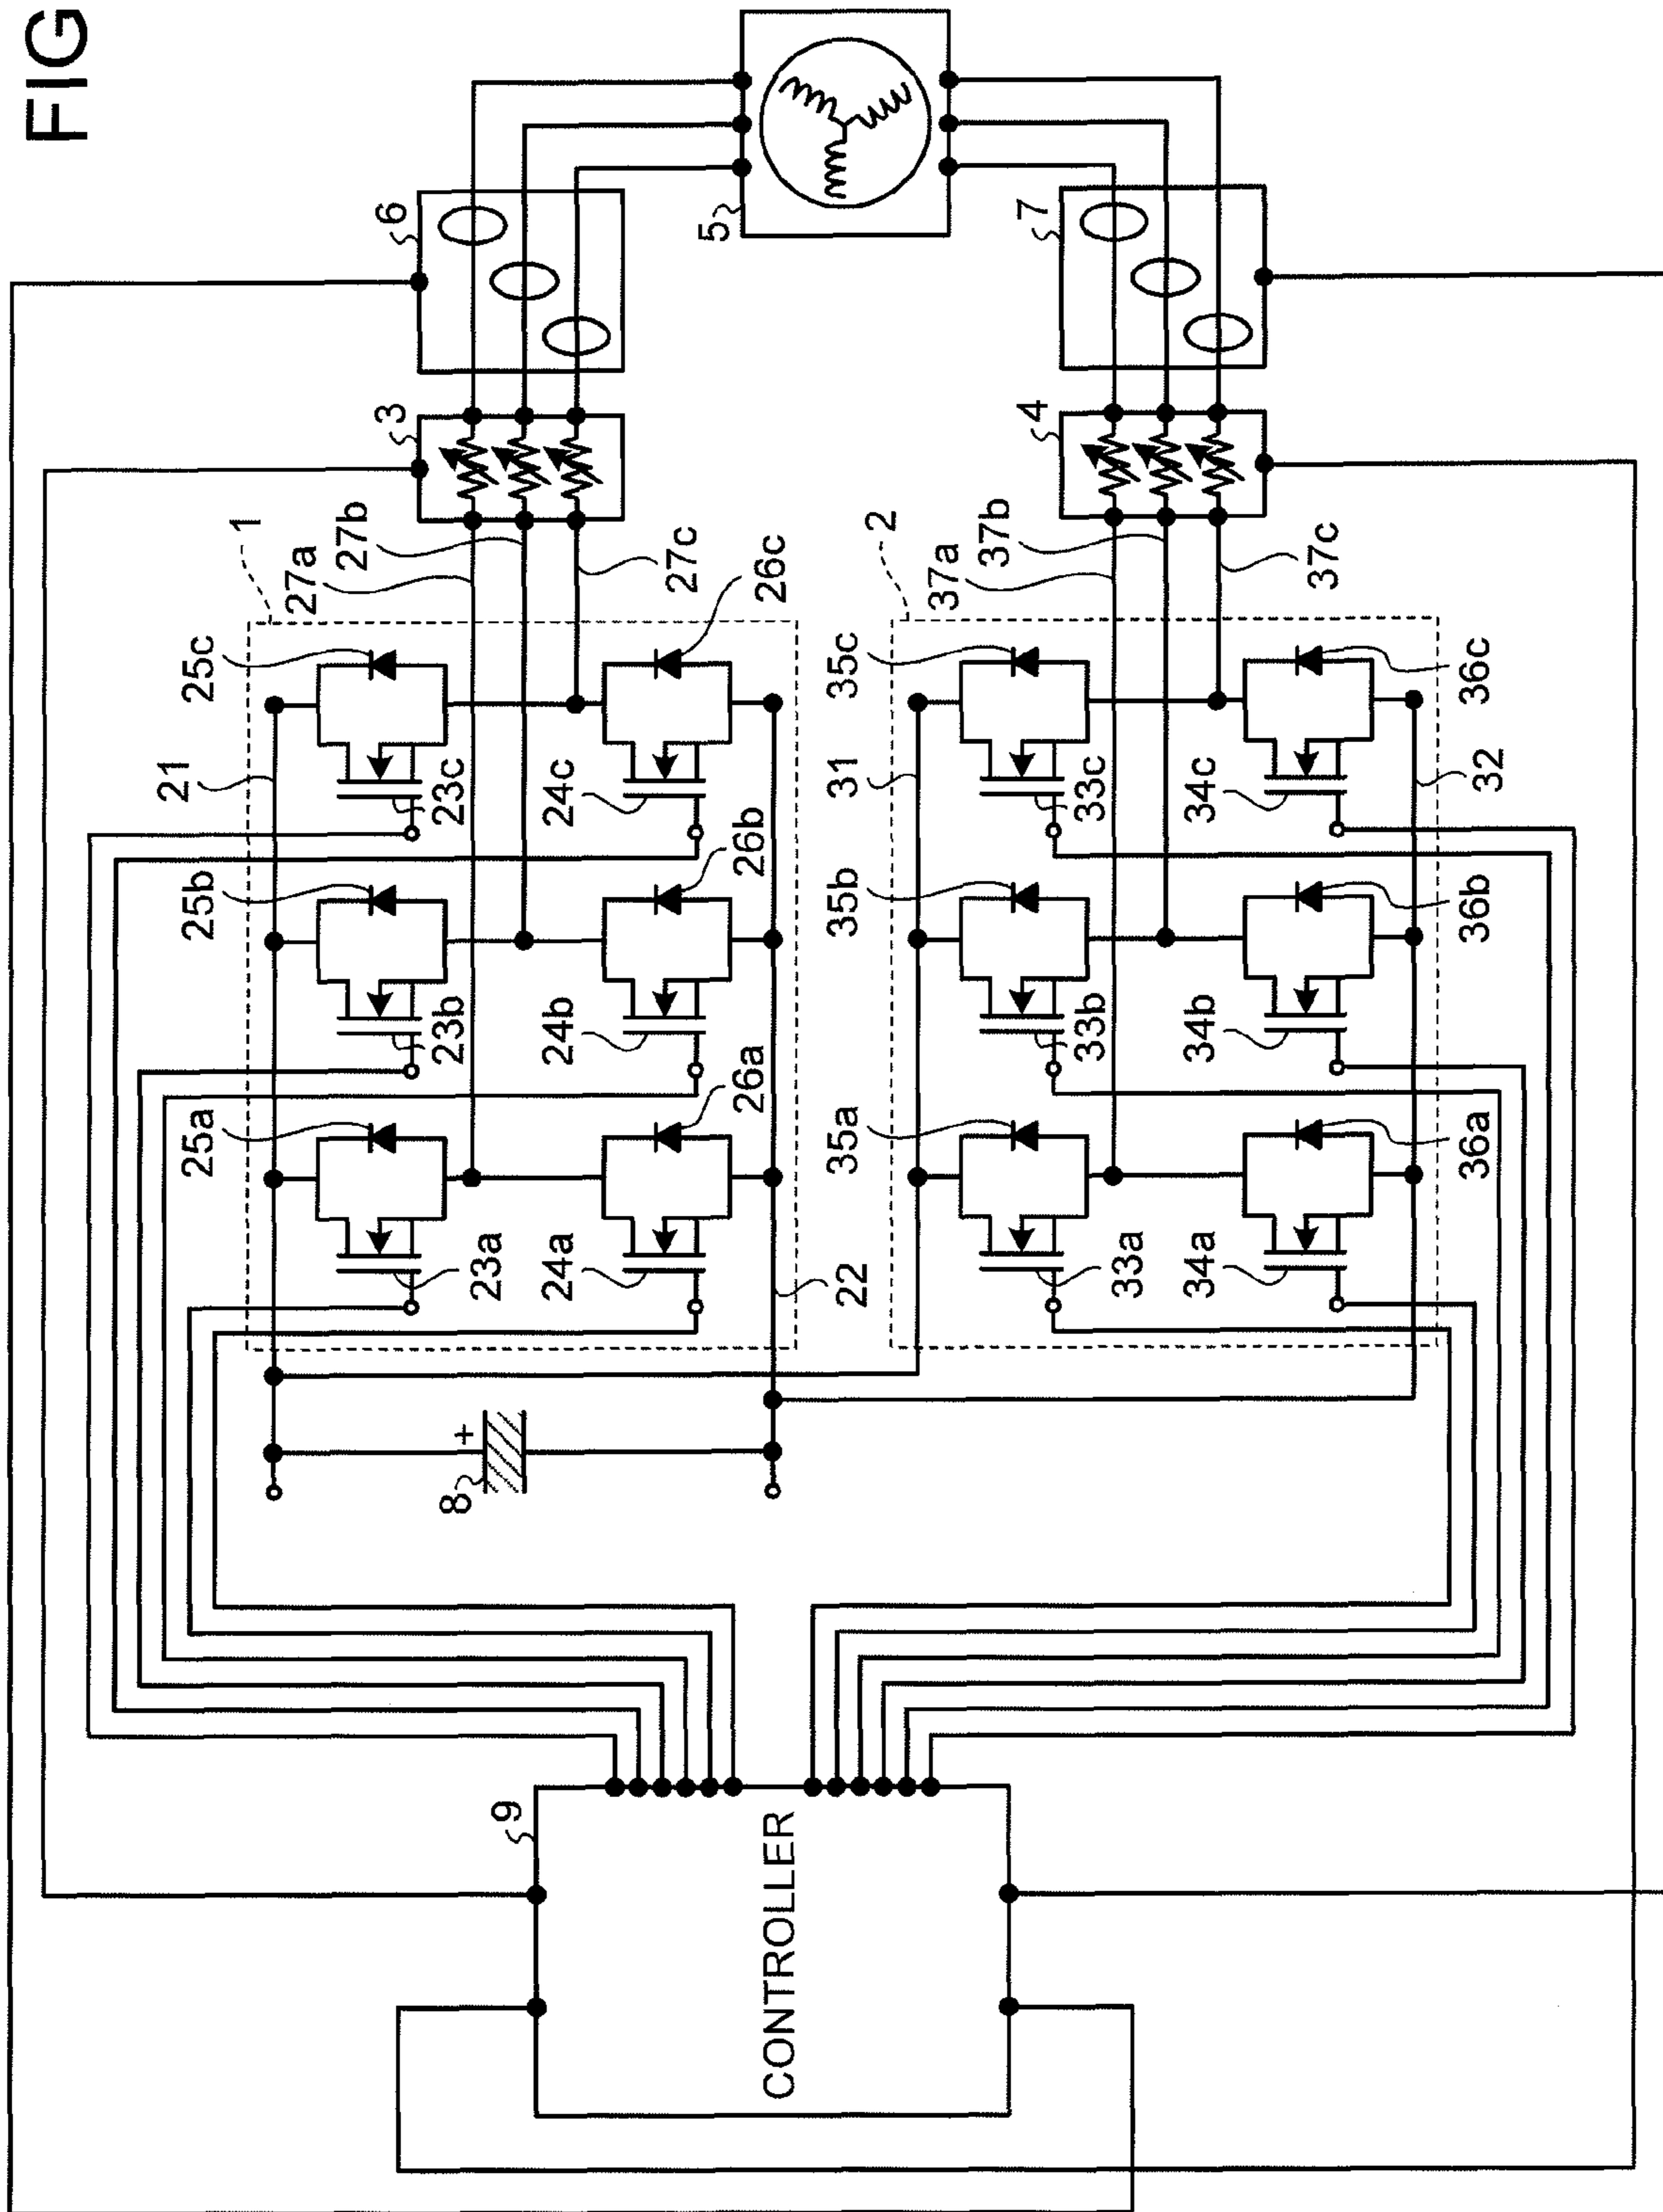 FIG
6
3
5
7
4
1
27a
27b
27c
26c
25c
21
23c
24c
26b
25b
23b
24b
26a
25a
23a
24a
22
2
37a
37b
37c
35c
31
33c
34c
36c
32
35b
33b
34b
36b
35a
33a
34a
36a
+
8
9
CONTROLLER